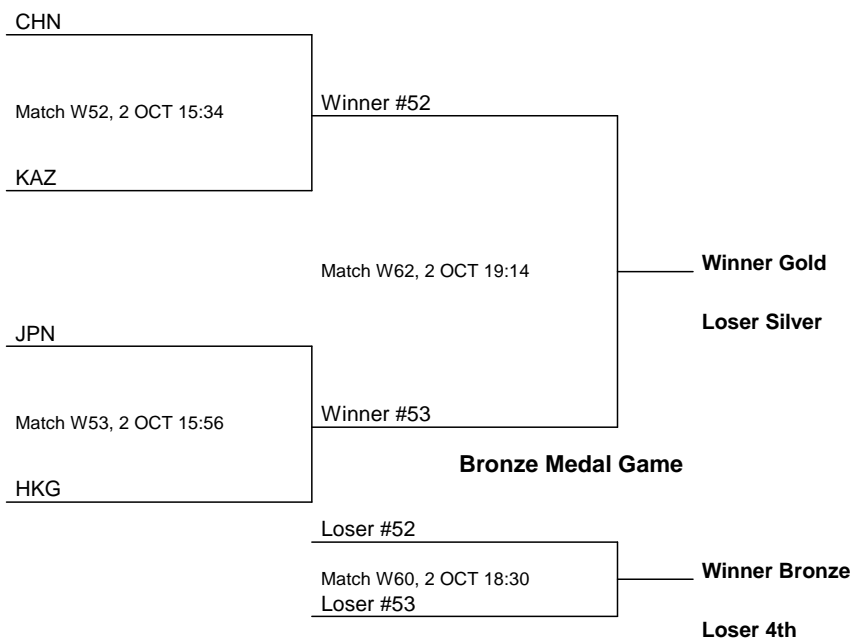 CHN
Match W52, 2 OCT 15:34
Winner #52
KAZ
Match W62, 2 OCT 19:14
Winner Gold
Loser Silver
JPN
Match W53, 2 OCT 15:56
Winner #53
HKG
Bronze Medal Game
Loser #52
Match W60, 2 OCT 18:30
Loser #53
Winner Bronze
Loser 4th